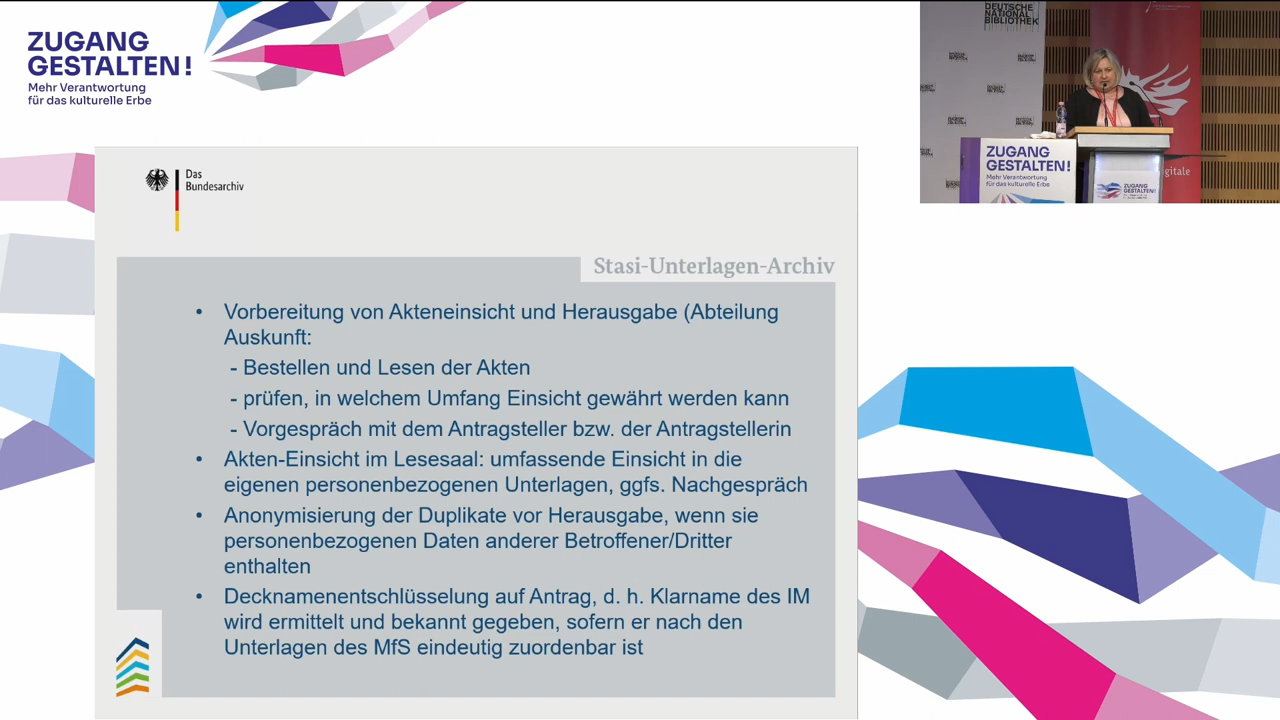 ZUGANG
GESTALTEN!
Mehr Verantwortung
für das kulturelle Erbe
DEUTSCHE
NATIONAL
BIBLIOTHEK
ZUGANG
GESTALTEN!
Mehr Verantwortung
für das kulturelle Erbe
ZUGANG
GESTALTEN!
Das
Bundesarchiv
Stasi-Unterlagen-Archiv
• Vorbereitung von Akteneinsicht und Herausgabe (Abteilung
Auskunft:
- Bestellen und Lesen der Akten
- prüfen, in welchem Umfang Einsicht gewährt werden kann
- Vorgespräch mit dem Antragsteller bzw. der Antragstellerin
• Akten-Einsicht im Lesesaal: umfassende Einsicht in die
eigenen personenbezogenen Unterlagen, ggfs. Nachgespräch
• Anonymisierung der Duplikate vor Herausgabe, wenn sie
personenbezogenen Daten anderer Betroffener/Dritter
enthalten
• Decknamenentschlüsselung auf Antrag, d. h. Klarname des IM
wird ermittelt und bekannt gegeben, sofern er nach den
Unterlagen des MfS eindeutig zuordenbar ist